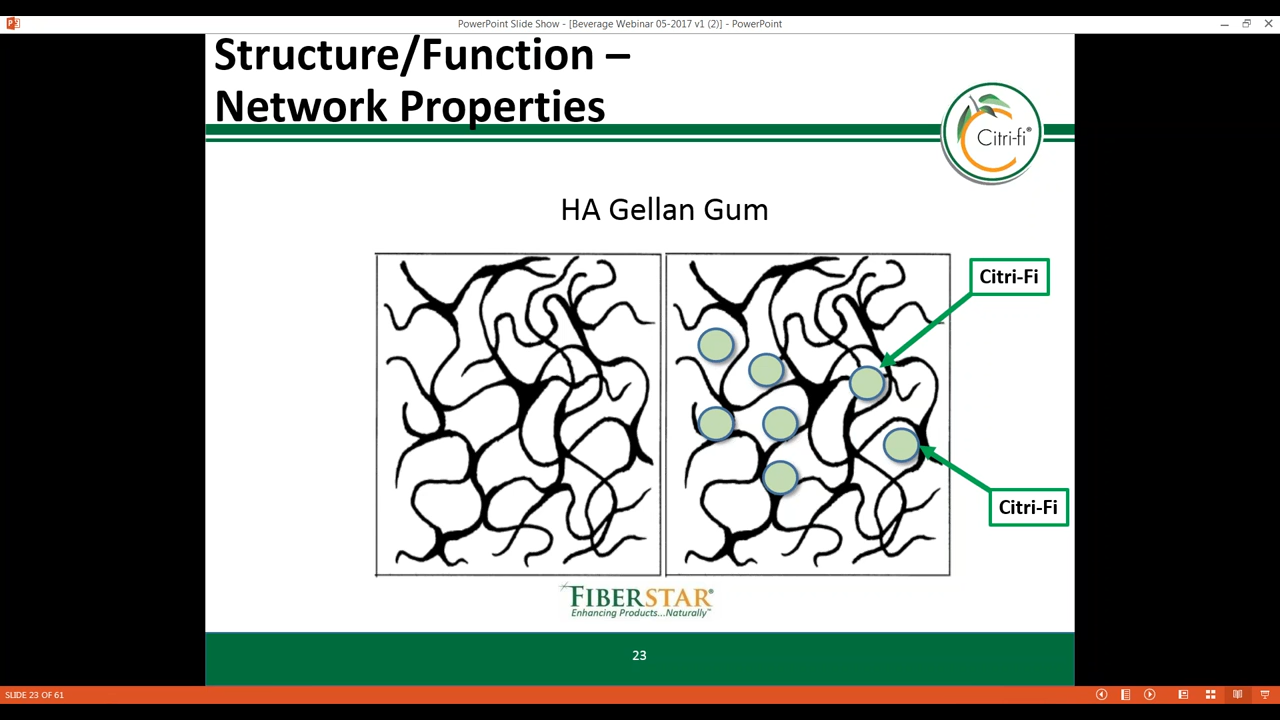 PowerPoint Slide Show - [Beverage Webinar 05-2017 v1 (2)] - PowerPoint
Structure/Function –
Network Properties
Citri-fi®
HA Gellan Gum
Citri-Fi
Citri-Fi
FIBERSTAR®
Enhancing Products...Naturally™
23
SLIDE 23 OF 61